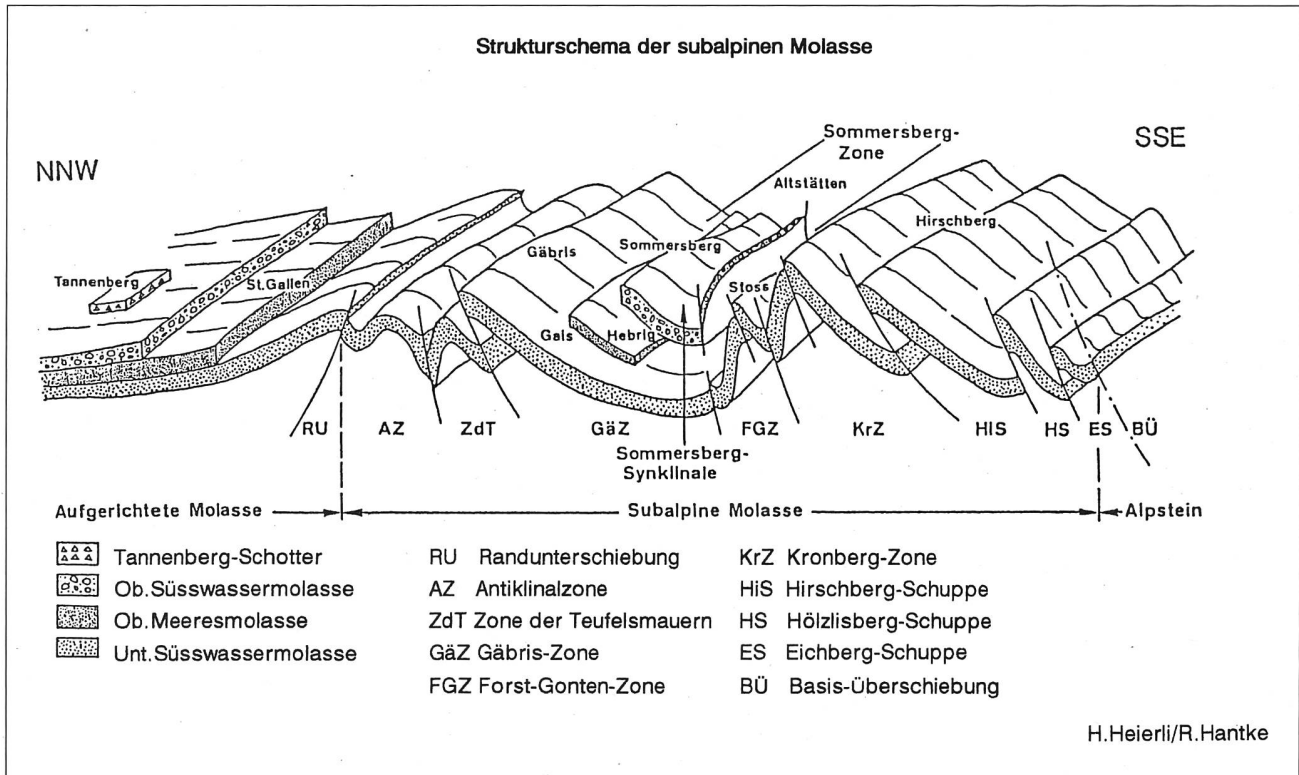 Strukturschema der subalpinen Molasse
NNW
SSE
Sommersberg-
Zone
Altstätten
Hirschberg
Sommersberg
Gäbris
Tannenberg
St.Gallen
Stoss
Gais
Hebrig
RU
AZ
ZdT
GäZ
FGZ
KrZ
HiS
HS
ES
BÜ
Sommersberg-
Synklinale
Aufgerichtete Molasse
Subalpine Molasse
Alpstein
Tannenberg-Schotter
Ob.Süsswassermolasse
Ob.Meeresmolasse
Unt.Süsswassermolasse
RU Randunterschiebung
AZ Antiklinalzone
ZdT Zone der Teufelsmauern
GäZ Gäbris-Zone
FGZ Forst-Gonten-Zone
KrZ Kronberg-Zone
HiS Hirschberg-Schuppe
HS Hölzlisberg-Schuppe
ES Eichberg-Schuppe
BÜ Basis-Überschiebung
H.Heierli/R.Hantke